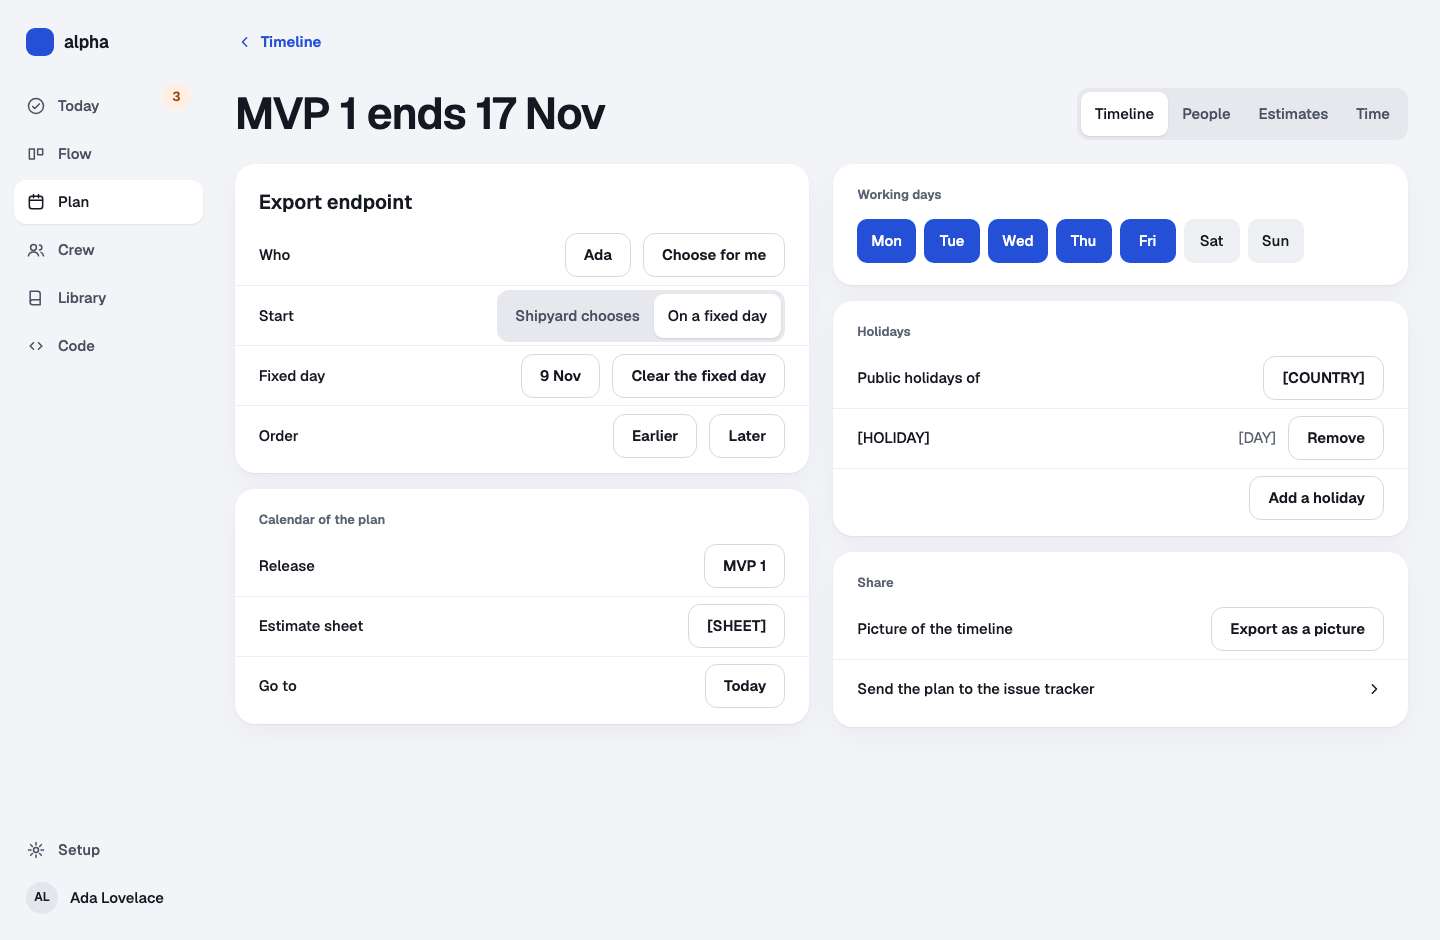 alpha
Today
3
Flow
Plan
Crew
Library
Code
Setup
AL
Ada Lovelace
Timeline
MVP 1 ends 17 Nov
Timeline
People
Estimates
Time
Export endpoint
Who
Ada
Choose for me
Start
Shipyard chooses
On a fixed day
Fixed day
9 Nov
Clear the fixed day
Order
Earlier
Later
Calendar of the plan
Release
MVP 1
Estimate sheet
[SHEET]
Go to
Today
Working days
Mon
Tue
Wed
Thu
Fri
Sat
Sun
Holidays
Public holidays of
[COUNTRY]
[HOLIDAY]
[DAY]
Remove
Add a holiday
Share
Picture of the timeline
Export as a picture
Send the plan to the issue tracker